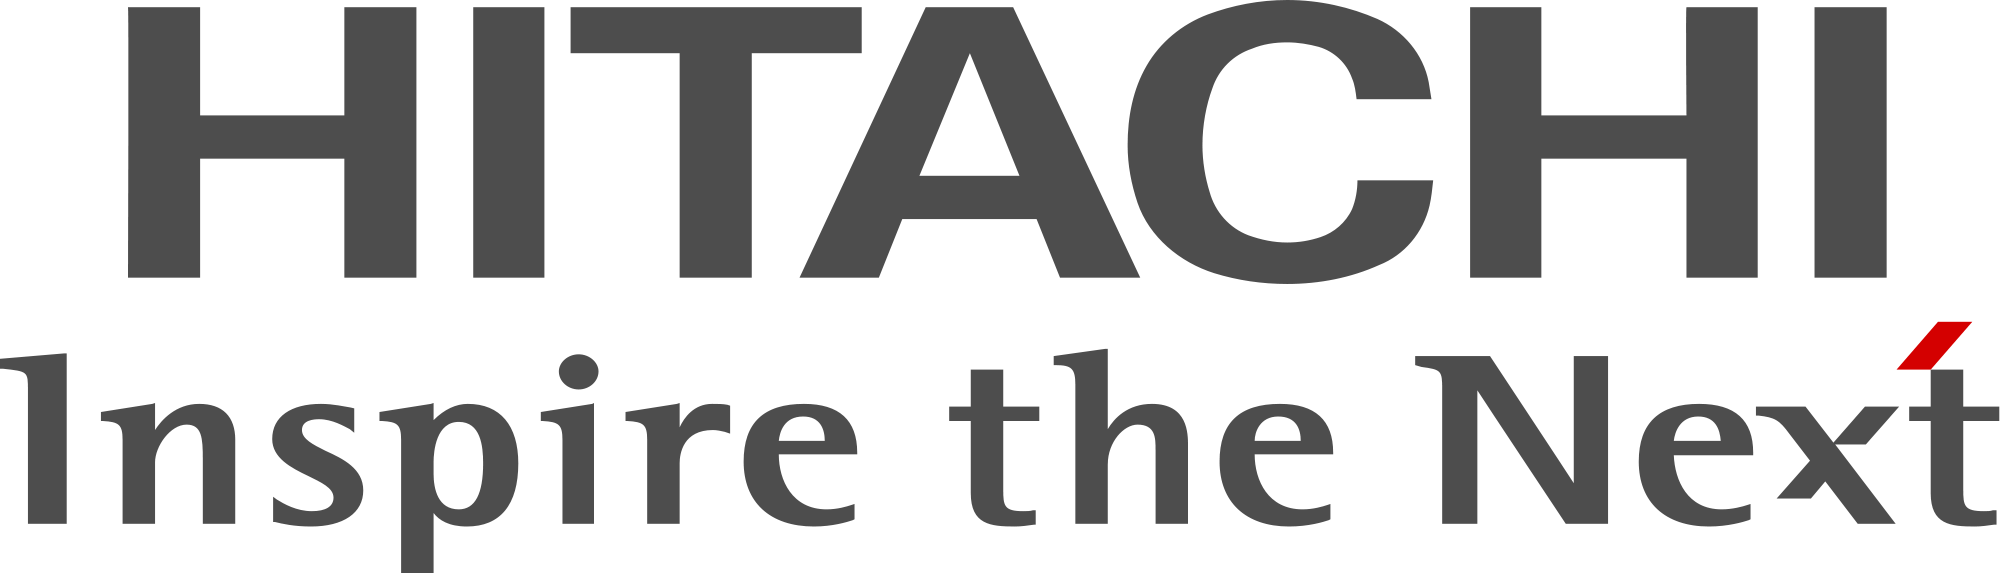 HITACHI
Inspire the Next